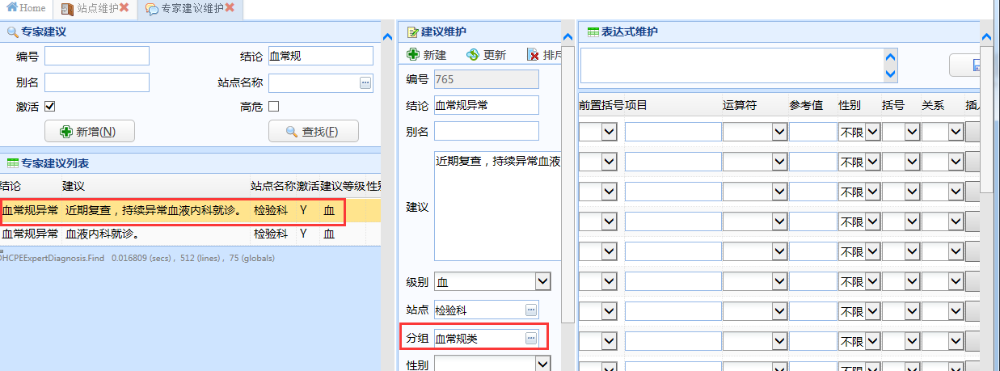 Home 站点维护 专家建议维护
专家建议
编号 结论 血常规
别名 站点名称
激活 高危
新增(N) 查找(F)
专家建议列表
结论 建议 站点名称 激活 建议等级 性别
血常规异常 近期复查，持续异常血液内科就诊。 检验科 Y 血
血常规异常 血液内科就诊。 检验科 Y 血
DHCPEExpertDiagnosis.Find 0.016809 (secs) , 512 (lines) , 75 (globals)
建议维护
新建 更新 排斥
编号 765
结论 血常规异常
别名
近期复查，持续异常血液
建议
级别 血
站点 检验科
分组 血常规类
性别
表达式维护
前置括号 项目 运算符 参考值 性别 括号 关系 插入
不限
不限
不限
不限
不限
不限
不限
不限
不限